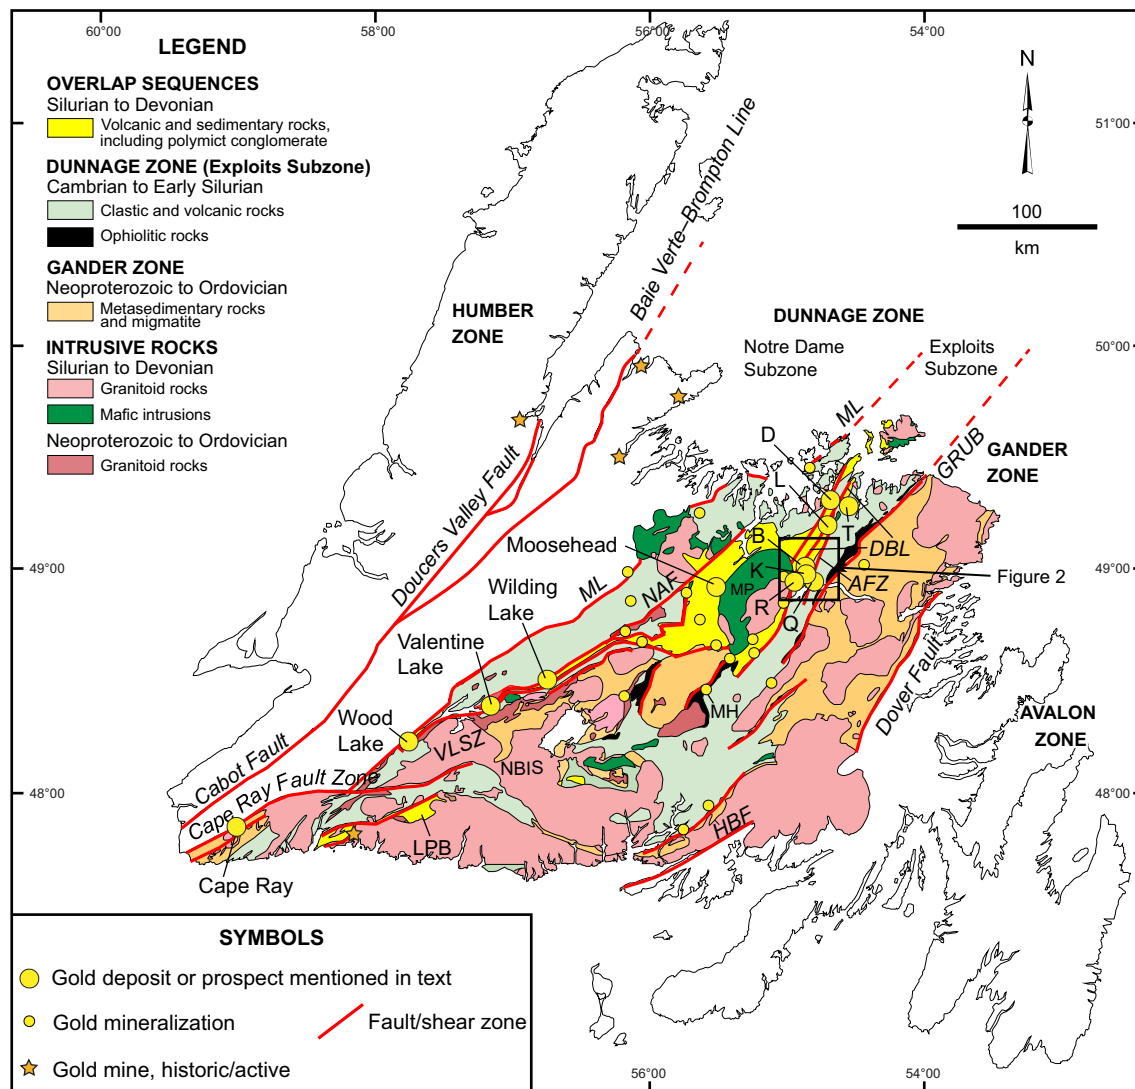 60°00
58°00
56°00
54°00
LEGEND
OVERLAP SEQUENCES
Silurian to Devonian
Volcanic and sedimentary rocks,
including polymict conglomerate
DUNNAGE ZONE (Exploits Subzone)
Cambrian to Early Silurian
Clastic and volcanic rocks
Ophiolitic rocks
GANDER ZONE
Neoproterozoic to Ordovician
Metasedimentary rocks
and migmatite
INTRUSIVE ROCKS
Silurian to Devonian
Granitoid rocks
Mafic intrusions
Neoproterozoic to Ordovician
Granitoid rocks
N
51°00
100
km
Baie Verte–Brompton Line
HUMBER
ZONE
DUNNAGE ZONE
Notre Dame
Subzone
Exploits
Subzone
50°00
ML
GRUB
GANDER
ZONE
D
L
T
B
DBL
K
MP
AFZ
Figure 2
R
Q
49°00
49°00
Doucers Valley Fault
Moosehead
Wilding
Lake
ML
NAF
Valentine
Lake
Wood
Lake
VLSZ
NBIS
MH
Dover Fault
AVALON
ZONE
Cabot Fault
Cape Ray Fault Zone
48°00
48°00
HBF
LPB
Cape Ray
SYMBOLS
Gold deposit or prospect mentioned in text
Gold mineralization
Fault/shear zone
Gold mine, historic/active
56°00
54°00